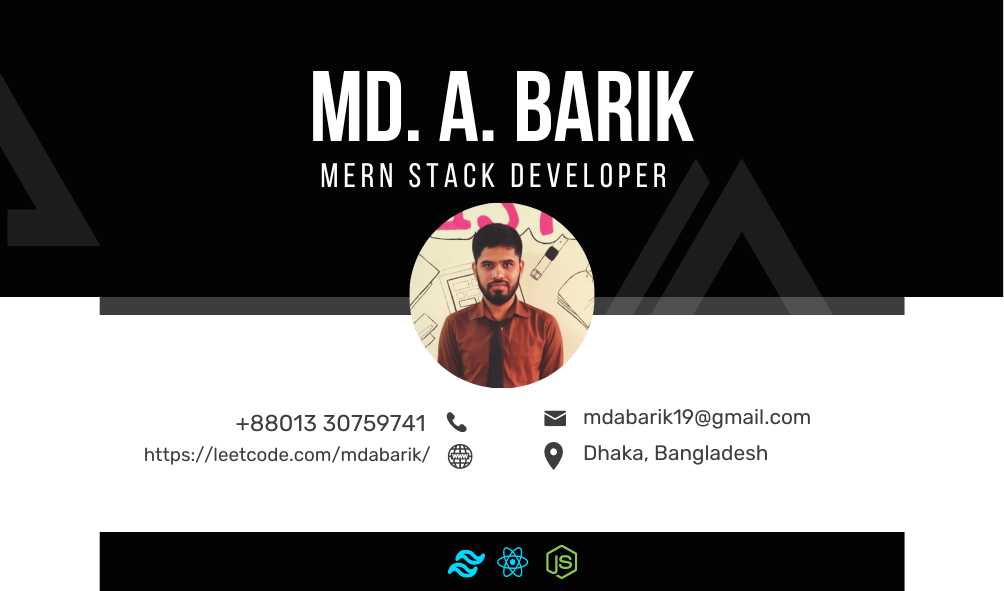 MD. A. BARIK
MERN STACK DEVELOPER
+88013 30759741
https://leetcode.com/mdabarik/
mdabarik19@gmail.com
Dhaka, Bangladesh
JS